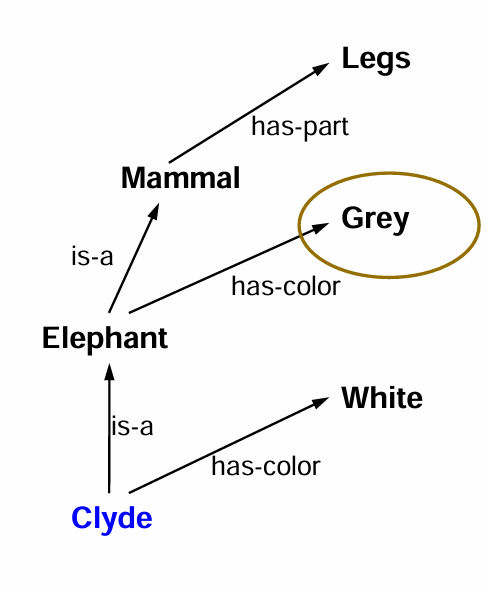 Legs
has-part
Mammal
Grey
is-a
has-color
Elephant
White
is-a
has-color
Clyde